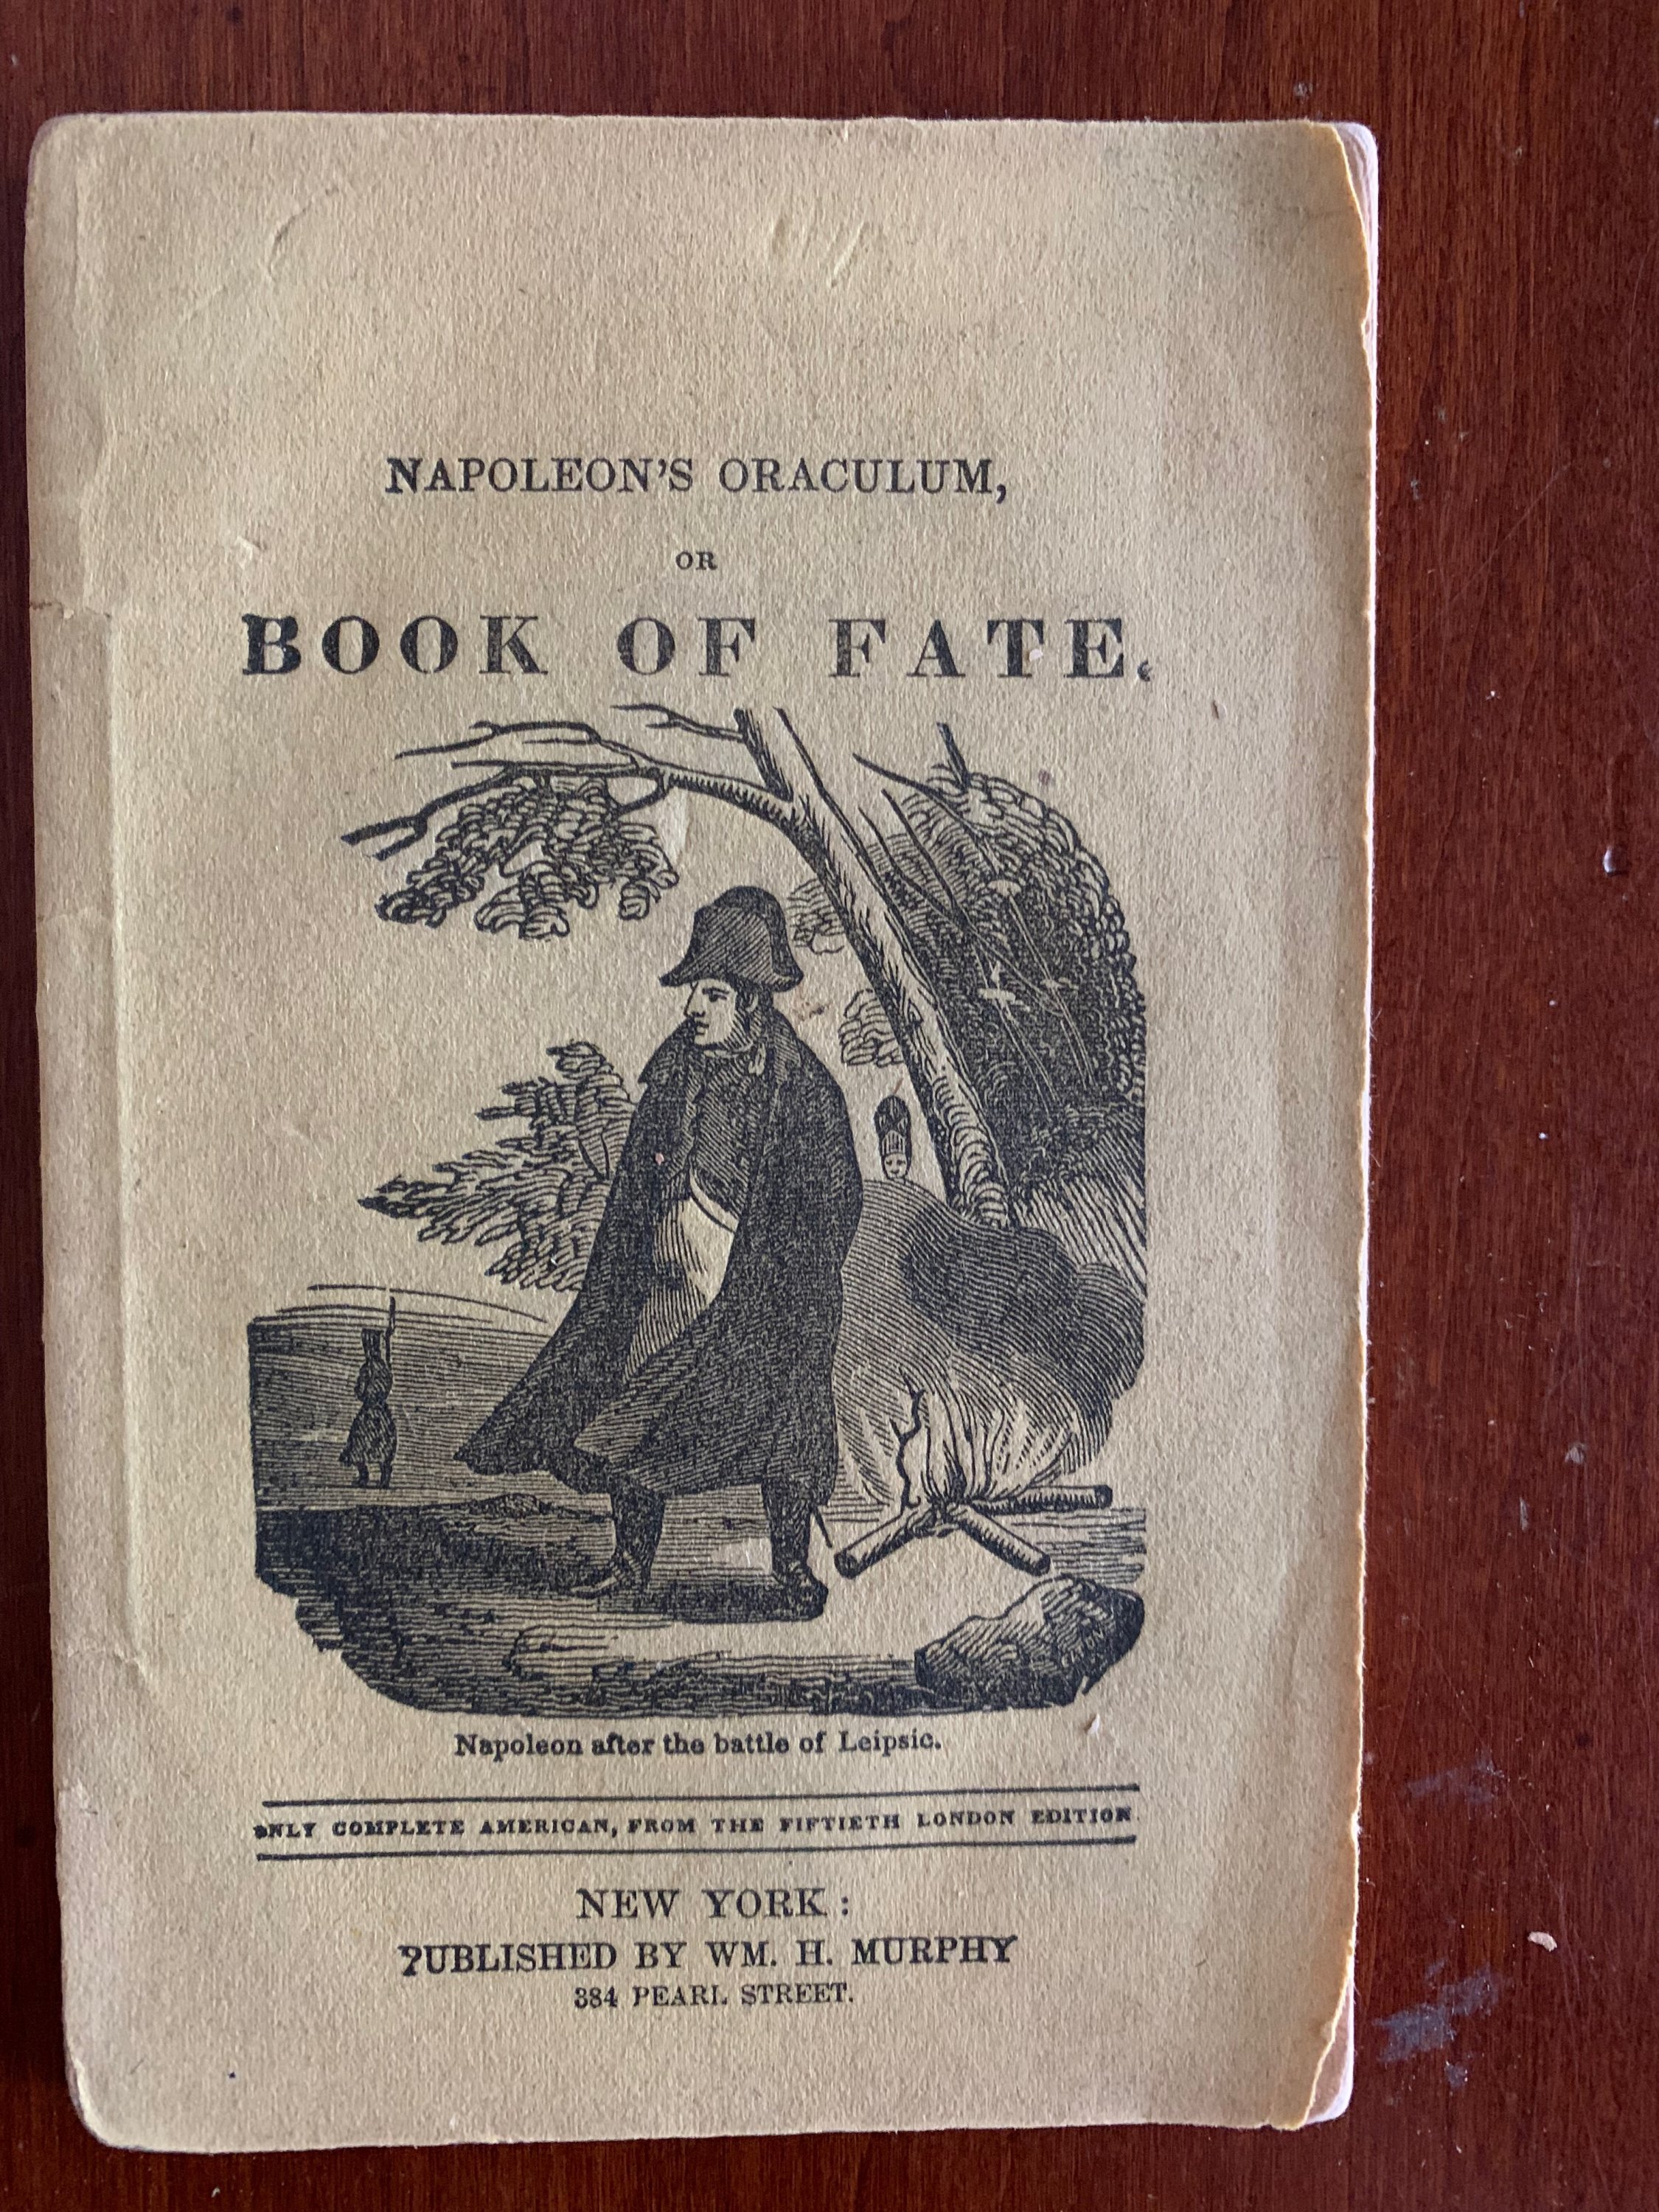 NAPOLEON'S ORACULUM,
OR
BOOK OF FATE.
Napoleon after the battle of Leipsic.
ONLY COMPLETE AMERICAN, FROM THE FIFTIETH LONDON EDITION
NEW YORK:
PUBLISHED BY WM. H. MURPHY
384 PEARL STREET.